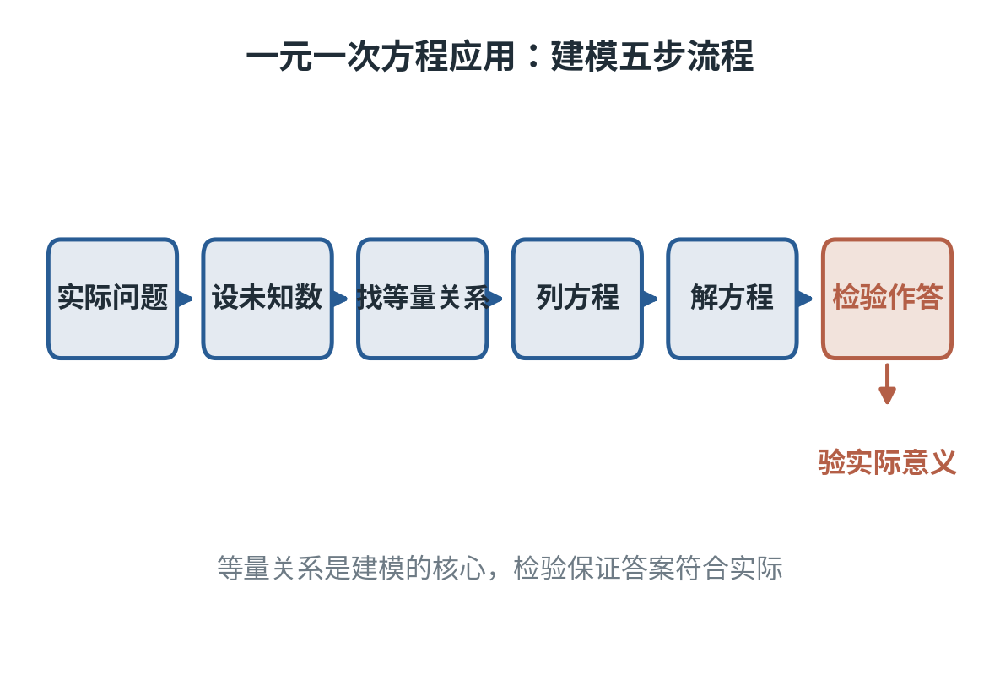 一元一次方程应用：建模五步流程
实际问题
设未知数
找等量关系
列方程
解方程
检验作答
验实际意义
等量关系是建模的核心，检验保证答案符合实际